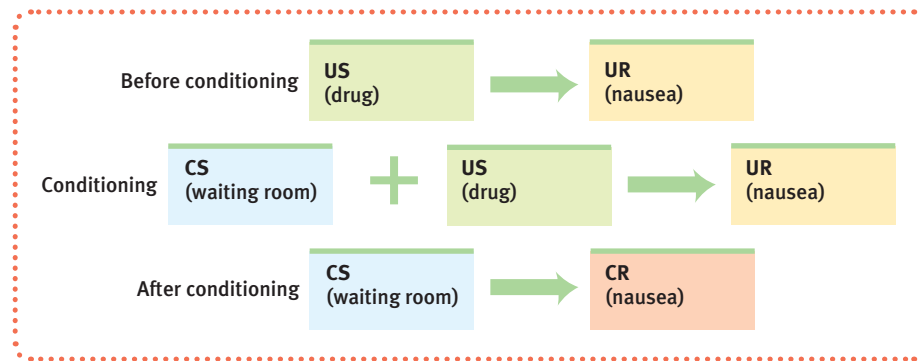 Before conditioning
US
(drug)
UR
(nausea)
Conditioning
CS
(waiting room)
US
(drug)
UR
(nausea)
After conditioning
CS
(waiting room)
CR
(nausea)